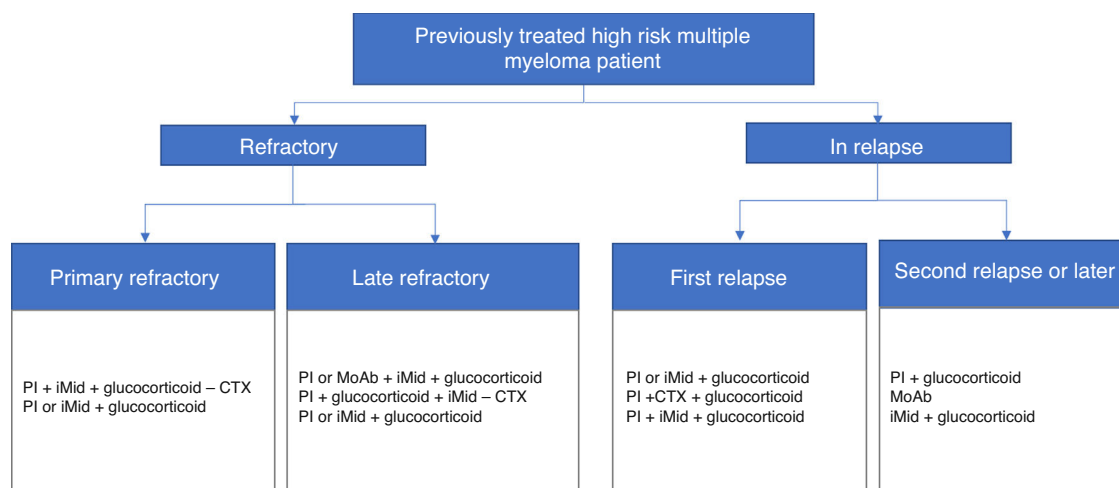 Previously treated high risk multiple
myeloma patient
Refractory
In relapse
Primary refractory
Late refractory
First relapse
Second relapse or later
PI + iMid + glucocorticoid – CTX
PI or iMid + glucocorticoid
PI or MoAb + iMid + glucocorticoid
PI + glucocorticoid + iMid – CTX
PI or iMid + glucocorticoid
PI or iMid + glucocorticoid
PI +CTX + glucocorticoid
PI + iMid + glucocorticoid
PI + glucocorticoid
MoAb
iMid + glucocorticoid